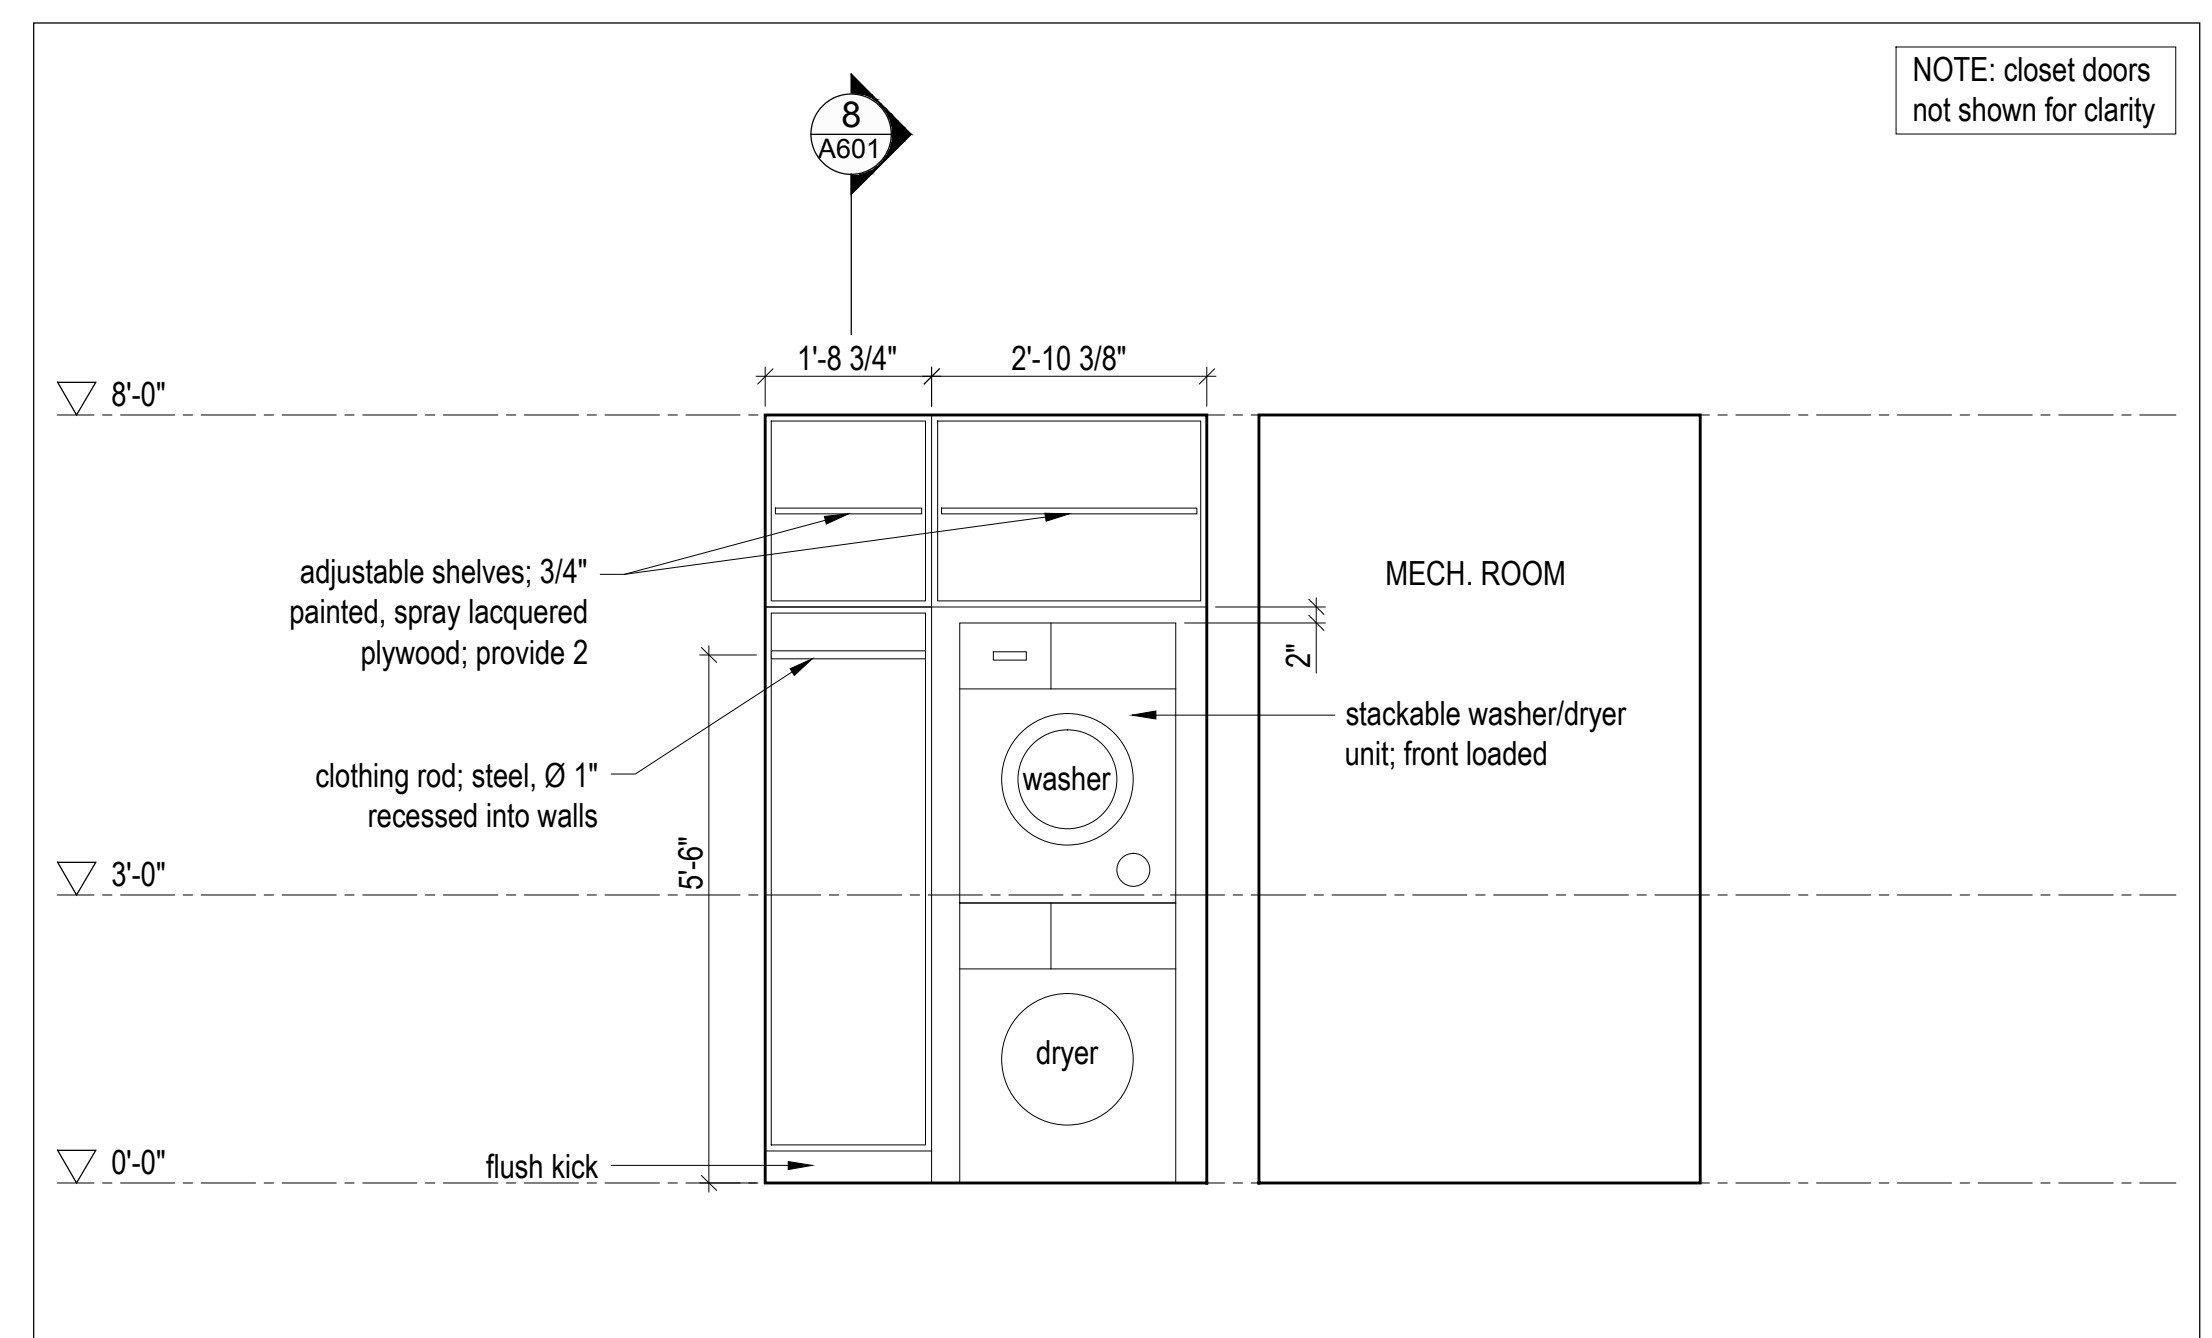 NOTE: closet doors
not shown for clarity
8
A601
1'-8 3/4"
2'-10 3/8"
8'-0"
adjustable shelves; 3/4"
painted, spray lacquered
plywood; provide 2
MECH. ROOM
2"
stackable washer/dryer
unit; front loaded
clothing rod; steel, Ø 1"
recessed into walls
washer
5'-6"
3'-0"
dryer
0'-0"
flush kick